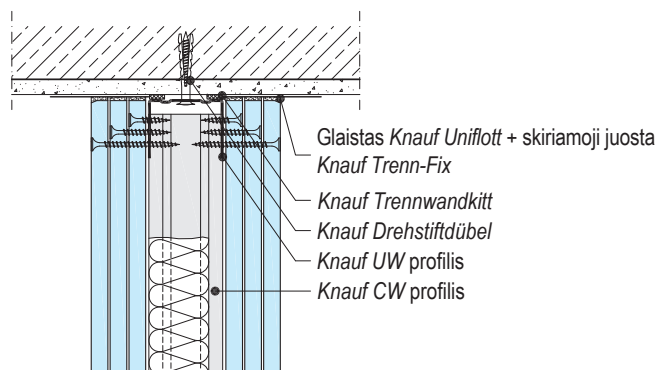 Glaistas Knauf Uniflott + skiriamoji juosta
Knauf Trenn-Fix
Knauf Trennwandkitt
Knauf Drehstiftdübel
Knauf UW profilis
Knauf CW profilis